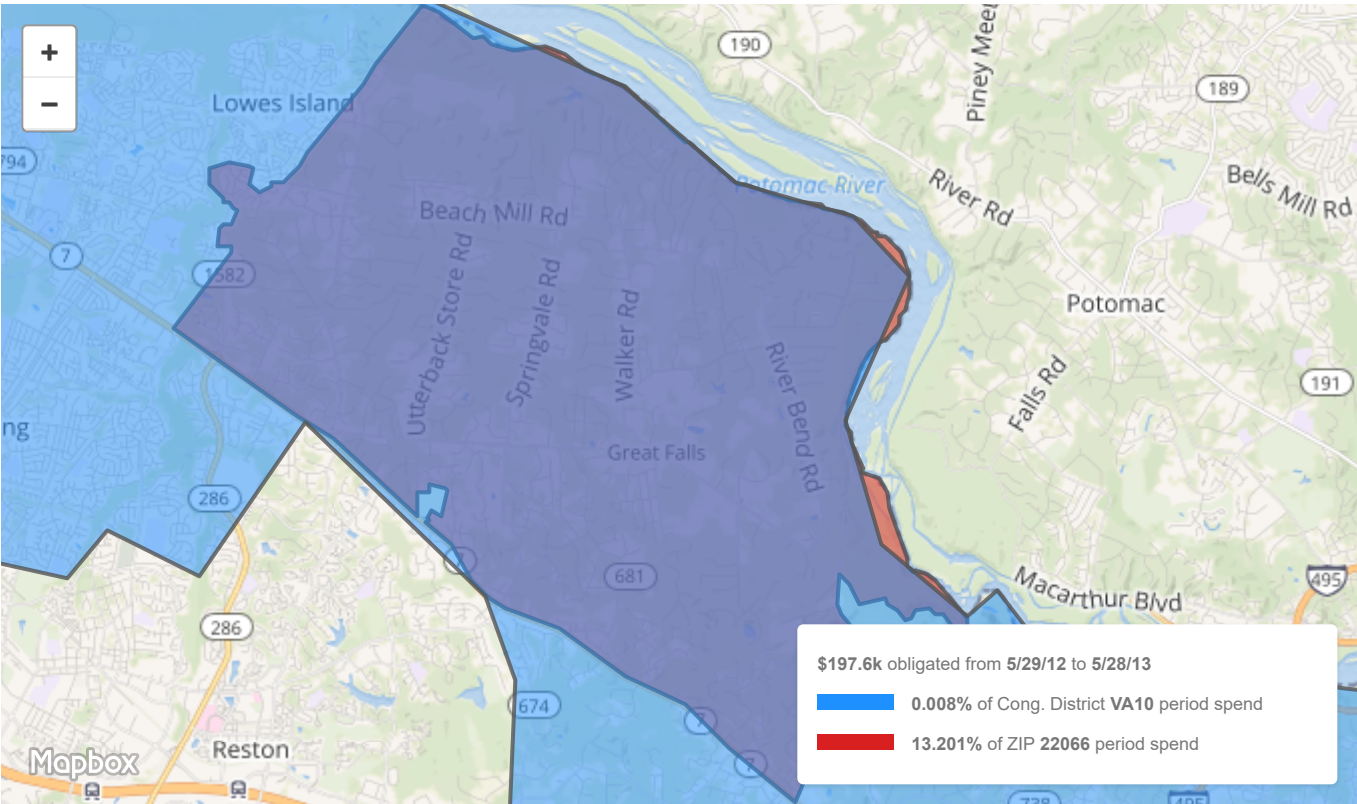 +
−
190
Piney Mee
189
Lowes Island
794
Potomac River
River Rd
Bells Mill Rd
Beach Mill Rd
7
1582
Utterback Store Rd
Springvale Rd
Walker Rd
Potomac
River Bend Rd
Falls Rd
191
ng
Great Falls
286
7
681
Macarthur Blvd
495
286
$197.6k obligated from 5/29/12 to 5/28/13
0.008% of Cong. District VA10 period spend
13.201% of ZIP 22066 period spend
674
7
Reston
7
Mapbox
738
495